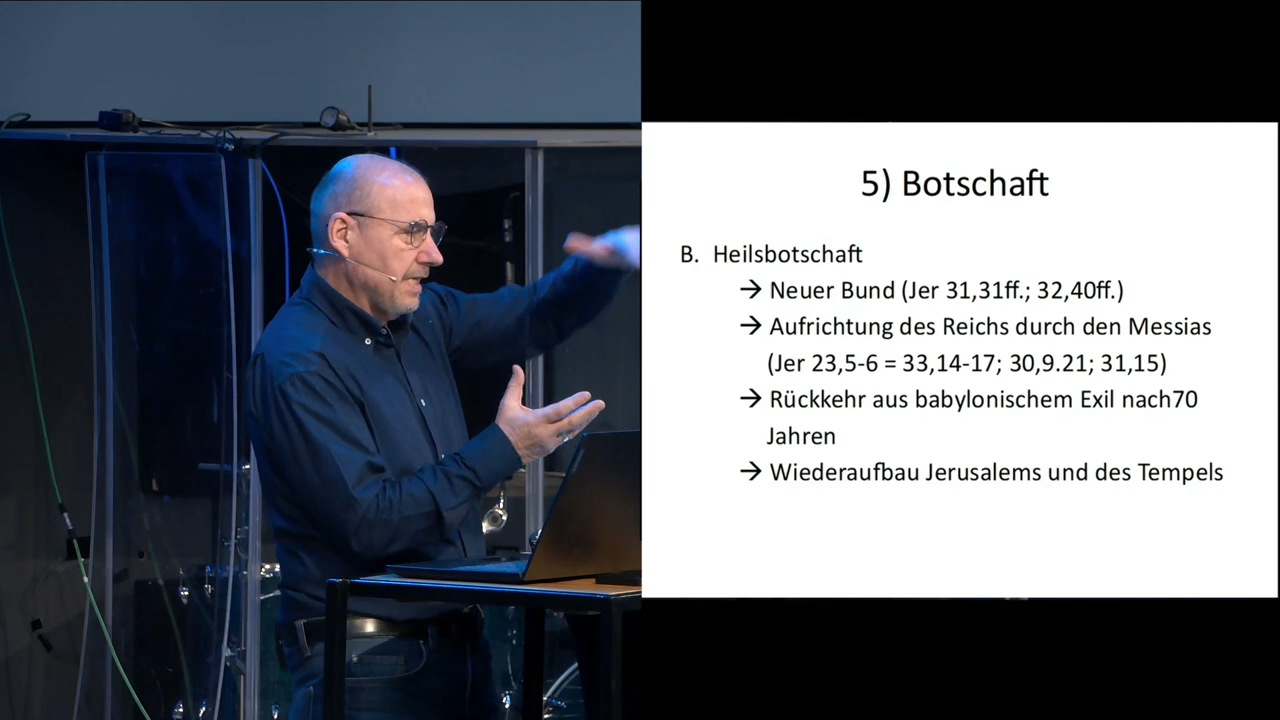 5) Botschaft
B. Heilsbotschaft
→ Neuer Bund (Jer 31,31ff.; 32,40ff.)
→ Aufrichtung des Reichs durch den Messias
(Jer 23,5-6 = 33,14-17; 30,9.21; 31,15)
→ Rückkehr aus babylonischem Exil nach70
Jahren
→ Wiederaufbau Jerusalems und des Tempels